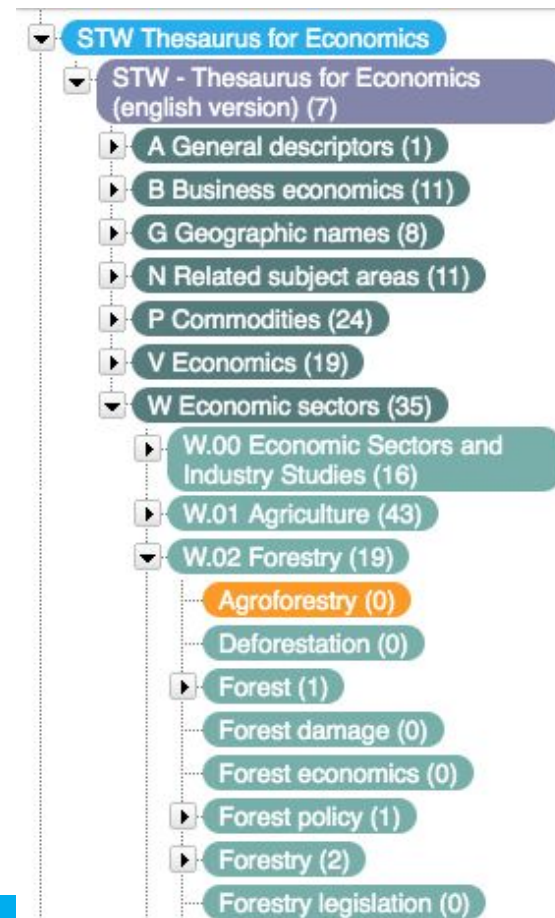 STW Thesaurus for Economics
STW - Thesaurus for Economics
(english version) (7)
A General descriptors (1)
B Business economics (11)
G Geographic names (8)
N Related subject areas (11)
P Commodities (24)
V Economics (19)
W Economic sectors (35)
W.00 Economic Sectors and
Industry Studies (16)
W.01 Agriculture (43)
W.02 Forestry (19)
Agroforestry (0)
Deforestation (0)
Forest (1)
Forest damage (0)
Forest economics (0)
Forest policy (1)
Forestry (2)
Forestry legislation (0)